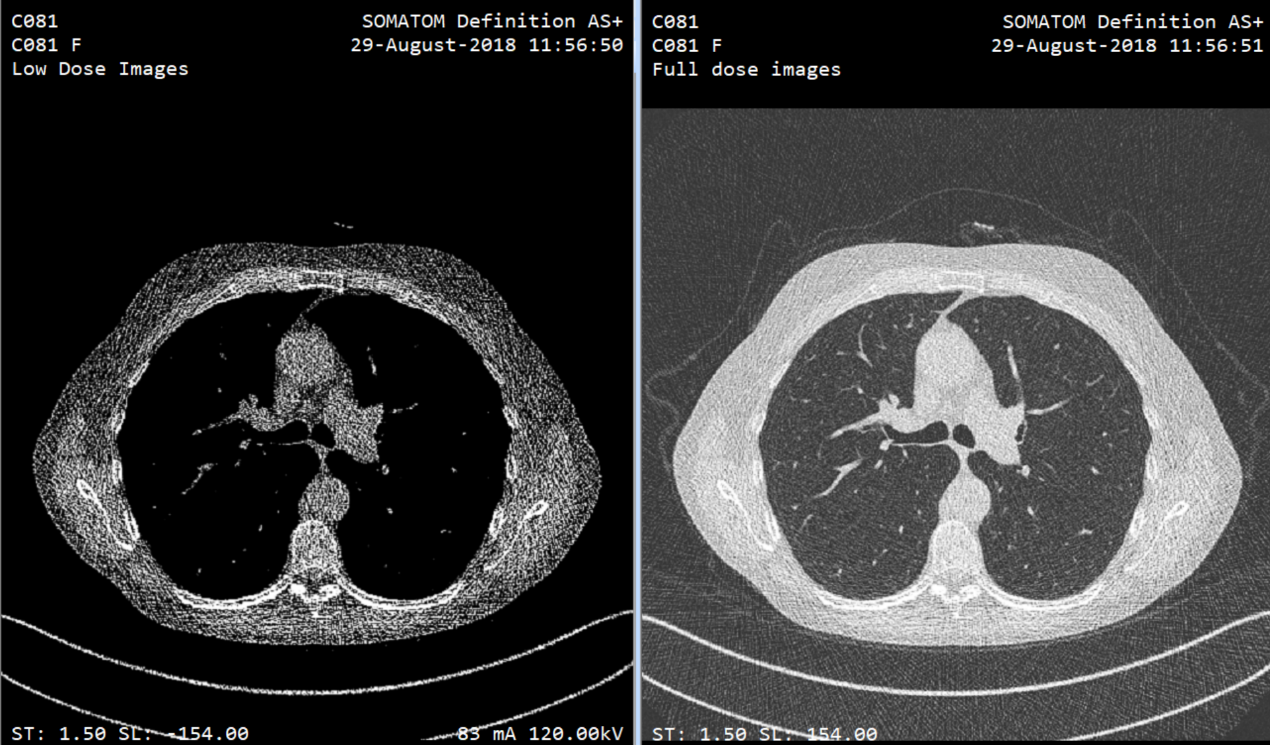 C081
C081 F
Low Dose Images
SOMATOM Definition AS+
29-August-2018 11:56:50
ST: 1.50 SL: -154.00
83 mA 120.00kV
C081
C081 F
Full dose images
SOMATOM Definition AS+
29-August-2018 11:56:51
ST: 1.50 SL: 154.00